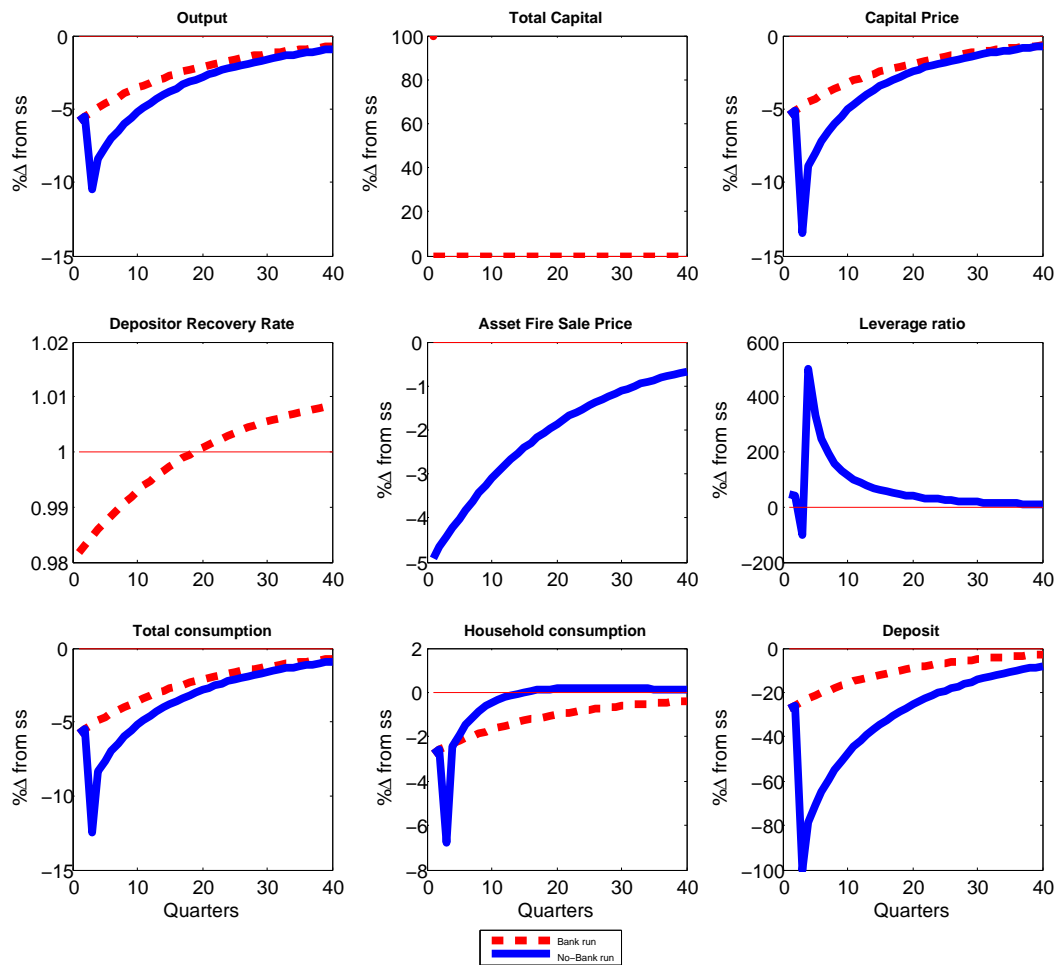 Output
Total Capital
Capital Price
%Δ from ss
0
−5
−10
−15
0 10 20 30 40
%Δ from ss
100
80
60
40
20
0
0 10 20 30 40
%Δ from ss
0
−5
−10
−15
0 10 20 30 40
Depositor Recovery Rate
Asset Fire Sale Price
Leverage ratio
1.02
1.01
1
0.99
0.98
0 10 20 30 40
%Δ from ss
0
−1
−2
−3
−4
−5
0 10 20 30 40
%Δ from ss
600
400
200
0
−200
0 10 20 30 40
Total consumption
Household consumption
Deposit
%Δ from ss
0
−5
−10
−15
0 10 20 30 40
Quarters
%Δ from ss
2
0
−2
−4
−6
−8
0 10 20 30 40
Quarters
%Δ from ss
0
−20
−40
−60
−80
−100
0 10 20 30 40
Quarters
Bank run
No−Bank run